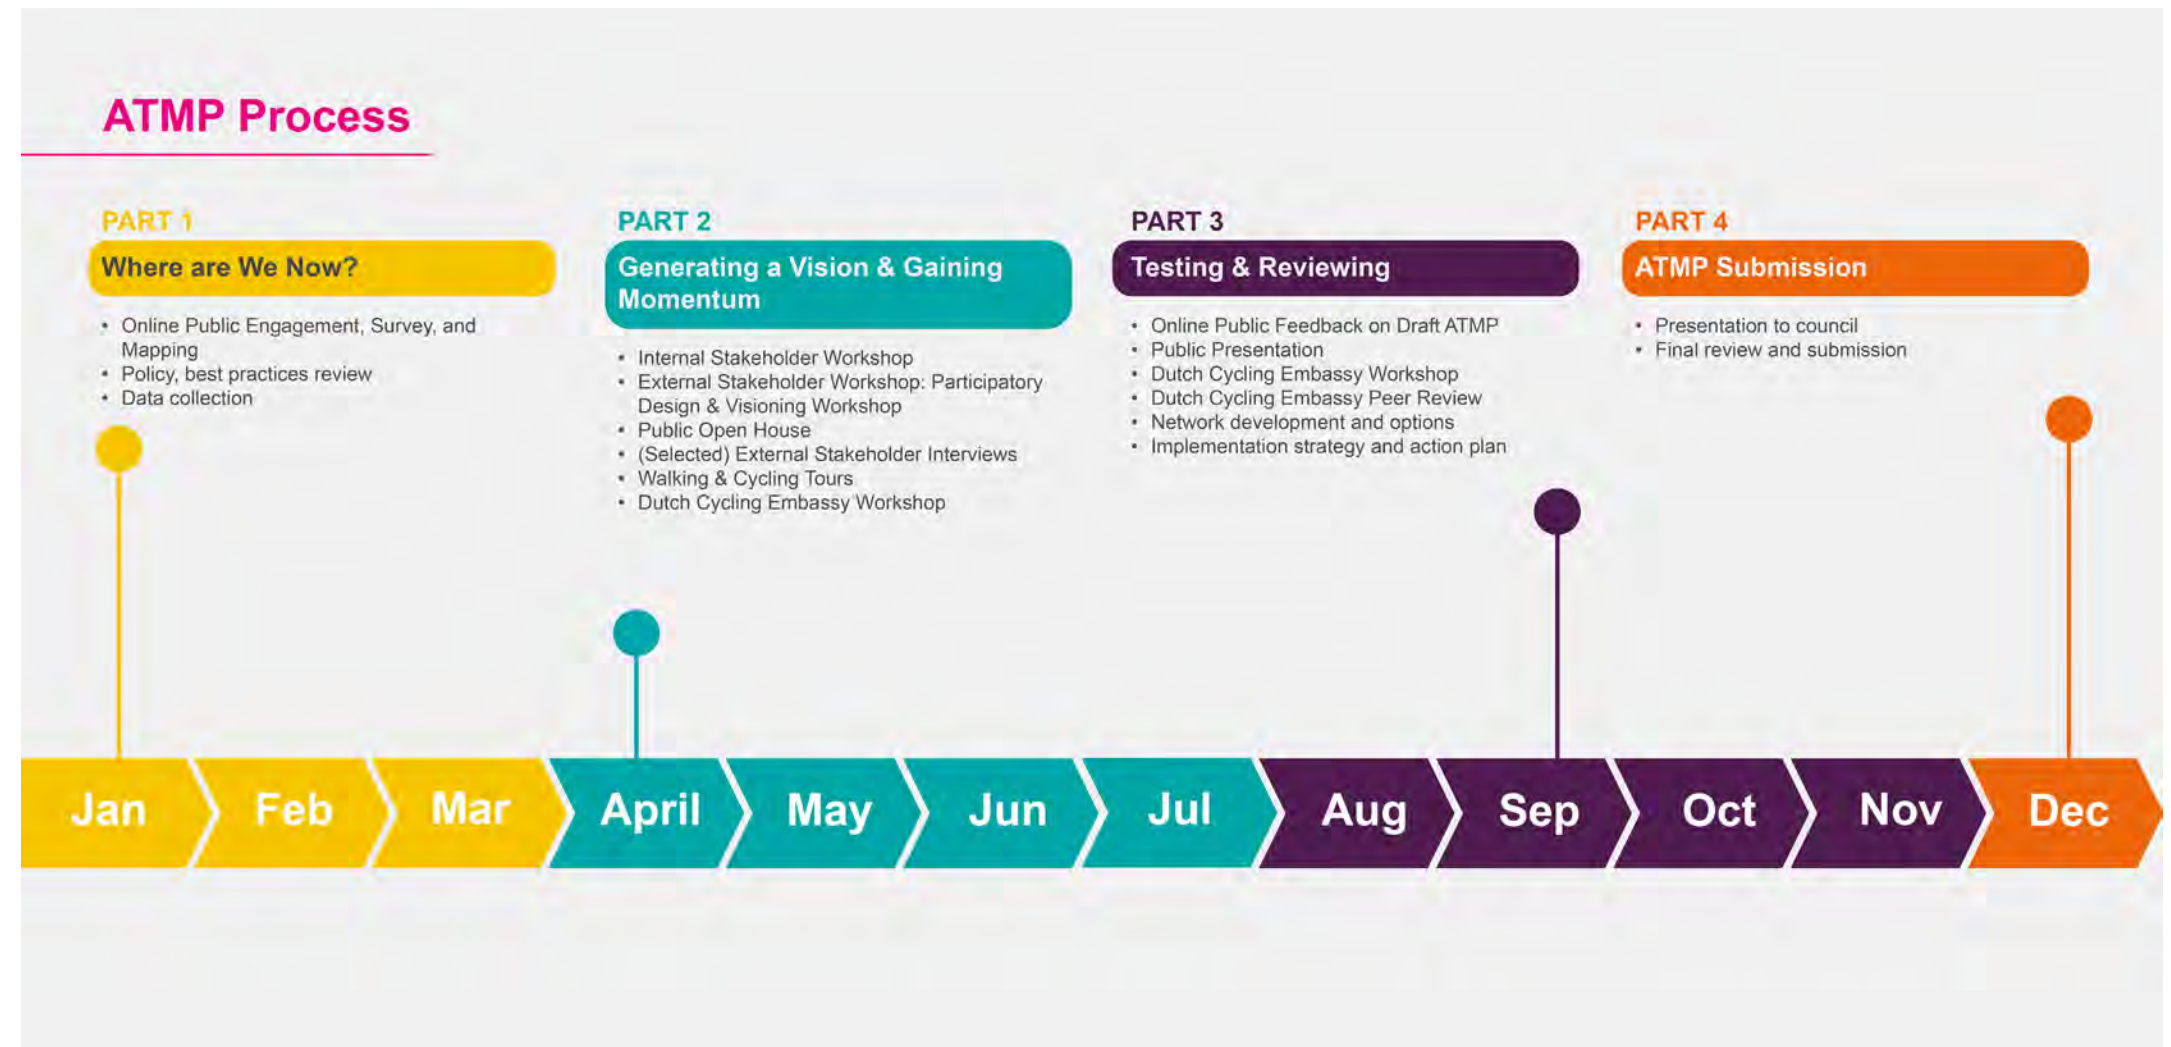 ATMP Process
PART 1
Where are We Now?
• Online Public Engagement, Survey, and
Mapping
• Policy, best practices review
• Data collection
PART 2
Generating a Vision & Gaining
Momentum
• Internal Stakeholder Workshop
• External Stakeholder Workshop: Participatory
Design & Visioning Workshop
• Public Open House
• (Selected) External Stakeholder Interviews
• Walking & Cycling Tours
• Dutch Cycling Embassy Workshop
PART 3
Testing & Reviewing
• Online Public Feedback on Draft ATMP
• Public Presentation
• Dutch Cycling Embassy Workshop
• Dutch Cycling Embassy Peer Review
• Network development and options
• Implementation strategy and action plan
PART 4
ATMP Submission
• Presentation to council
• Final review and submission
Jan Feb Mar April May Jun Jul Aug Sep Oct Nov Dec